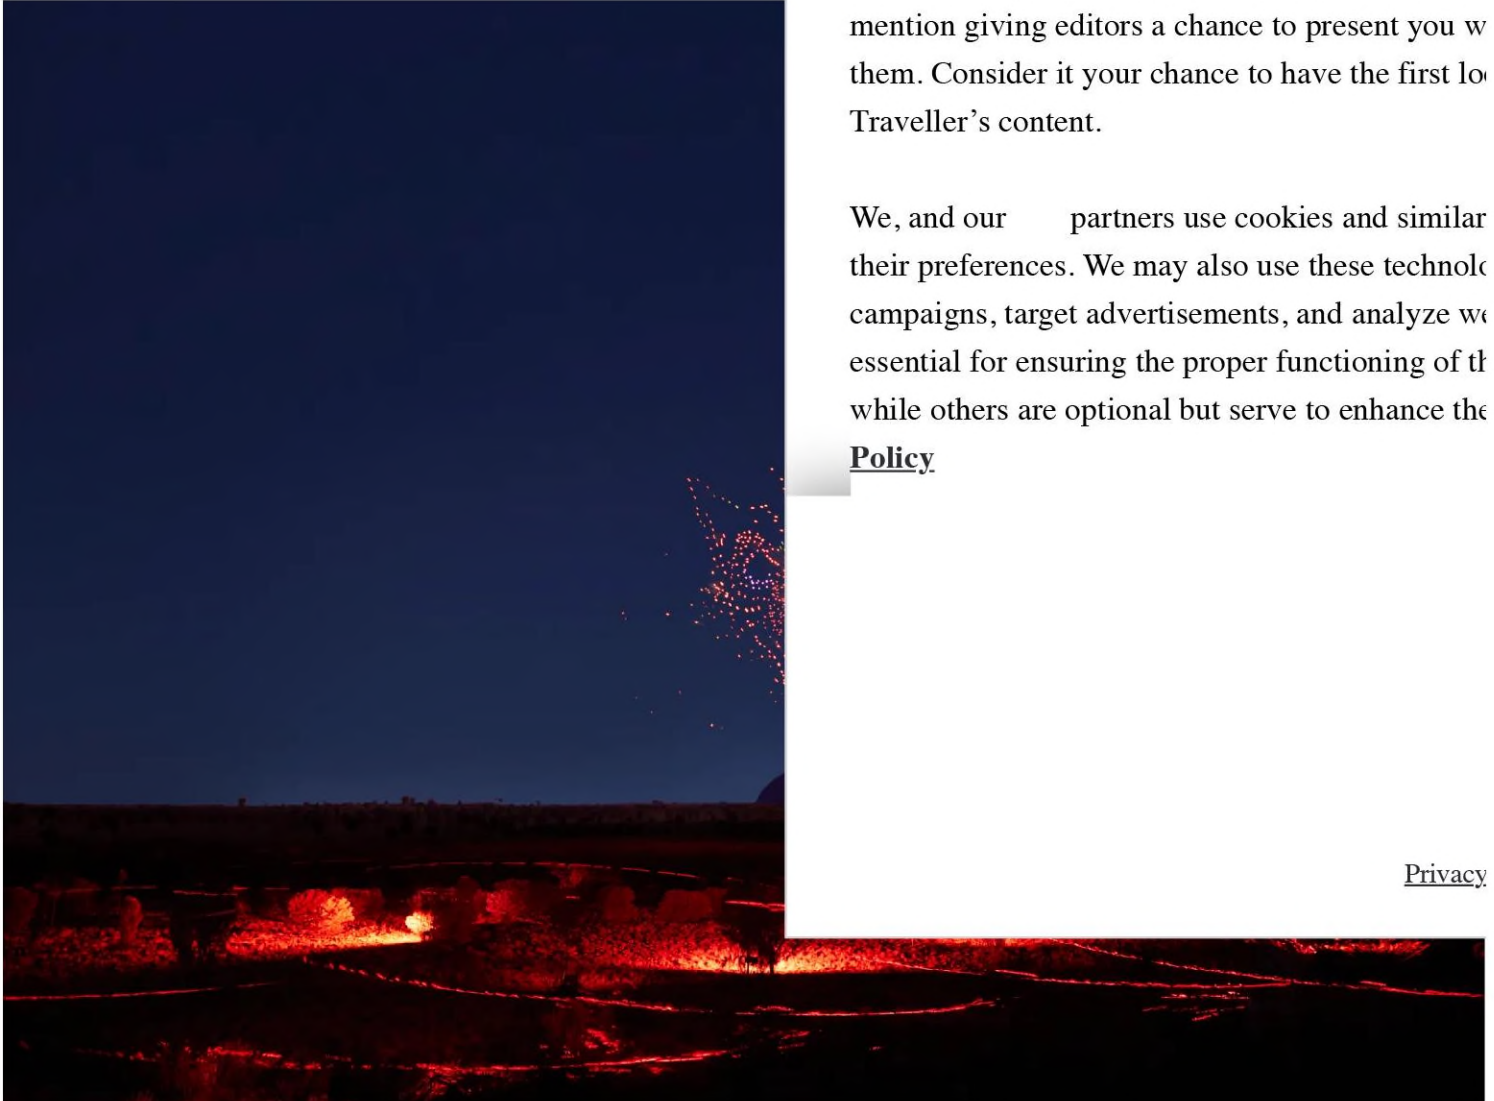 mention giving editors a chance to present you w
them. Consider it your chance to have the first lo
Traveller’s content.
We, and our partners use cookies and similar
their preferences. We may also use these technolo
campaigns, target advertisements, and analyze we
essential for ensuring the proper functioning of th
while others are optional but serve to enhance the
Policy
Privacy